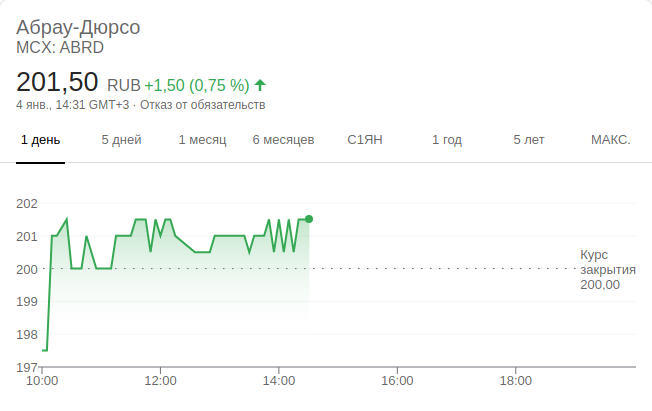 Абрау-Дюрсо
MCX: ABRD
201,50 RUB +1,50 (0,75 %)
4 янв., 14:31 GMT+3 · Отказ от обязательств
1 день 5 дней 1 месяц 6 месяцев С1ЯН 1 год 5 лет МАКС.
202
201
200
199
198
197
Курс
закрытия
200,00
10:00 12:00 14:00 16:00 18:00